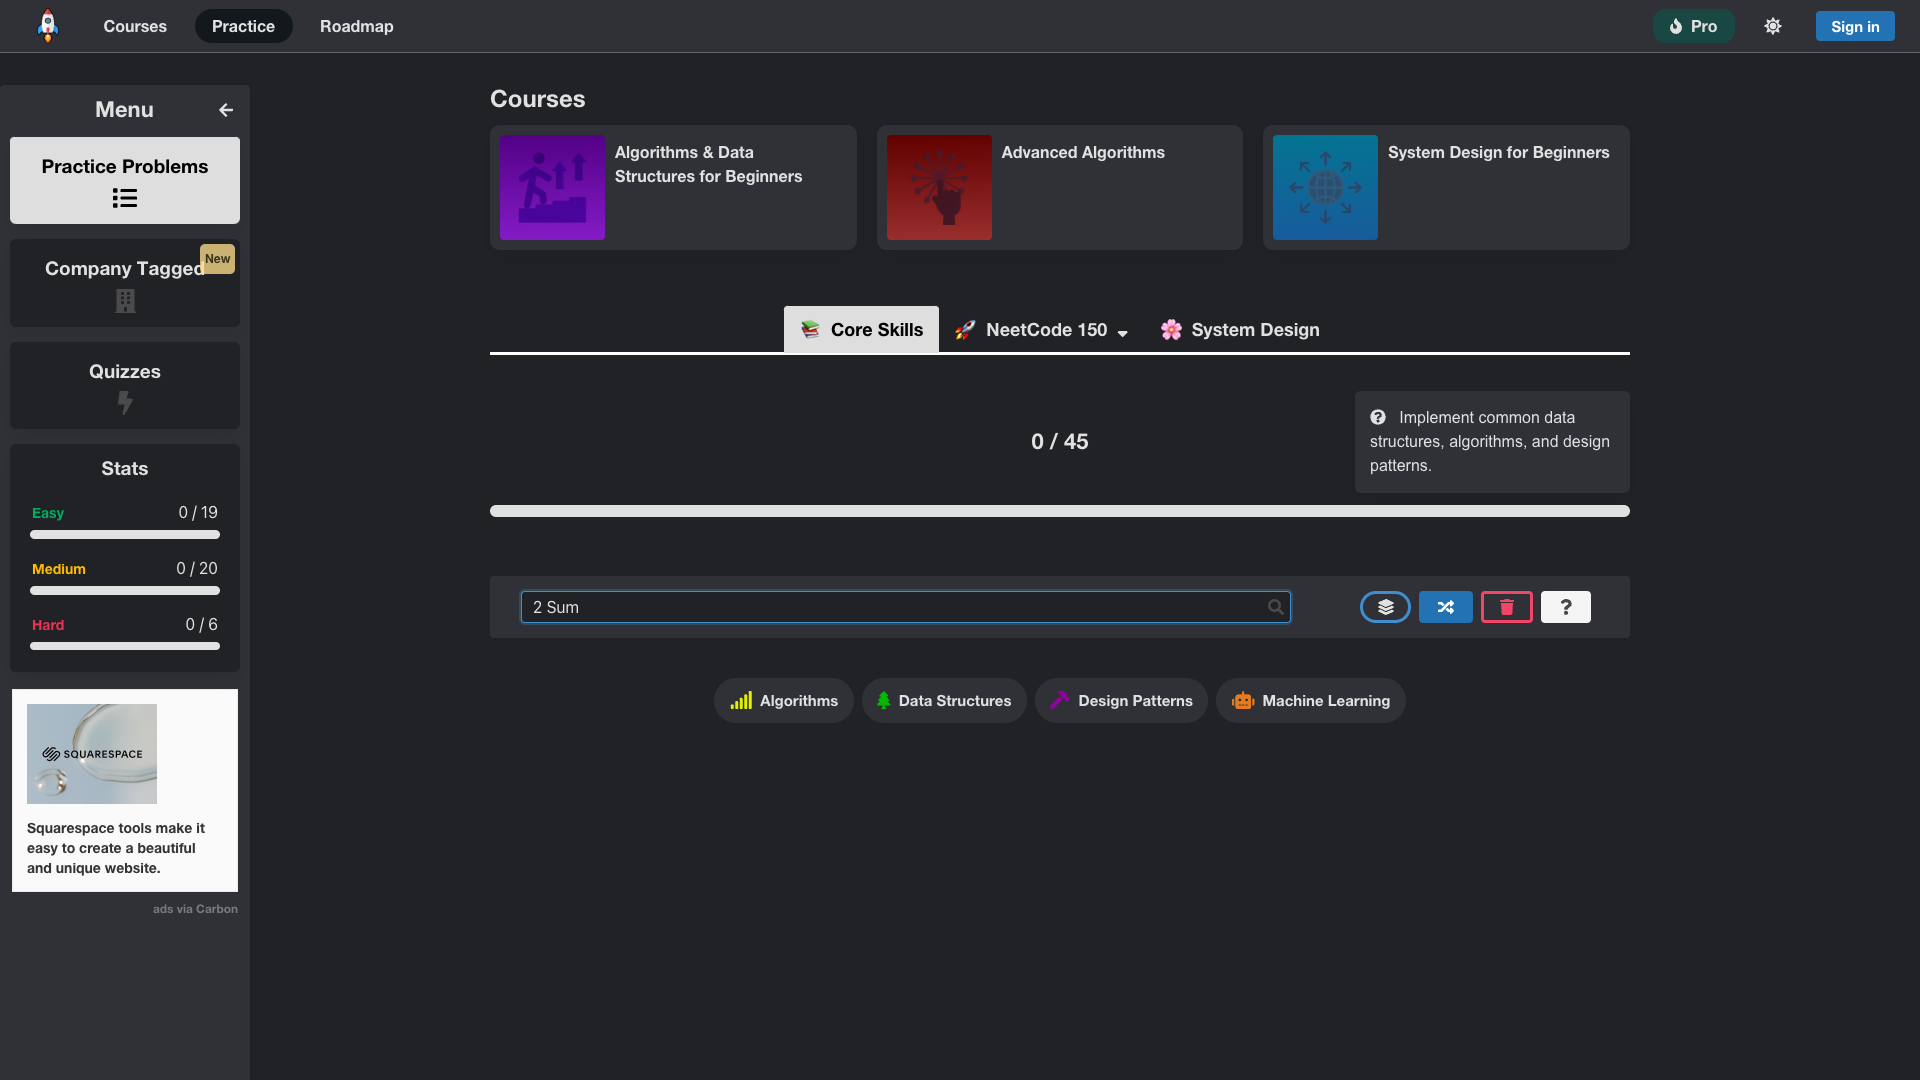 Courses
Practice
Roadmap
Pro
Sign in
Menu
Practice Problems
Company Tagged
New
Quizzes
Stats
Easy
0 / 19
Medium
0 / 20
Hard
0 / 6
SQUARESPACE
Squarespace tools make it
easy to create a beautiful
and unique website.
ads via Carbon
Courses
Algorithms & Data
Structures for Beginners
Advanced Algorithms
System Design for Beginners
Core Skills
NeetCode 150
System Design
0 / 45
Implement common data
structures, algorithms, and design
patterns.
2 Sum
?
Algorithms
Data Structures
Design Patterns
Machine Learning